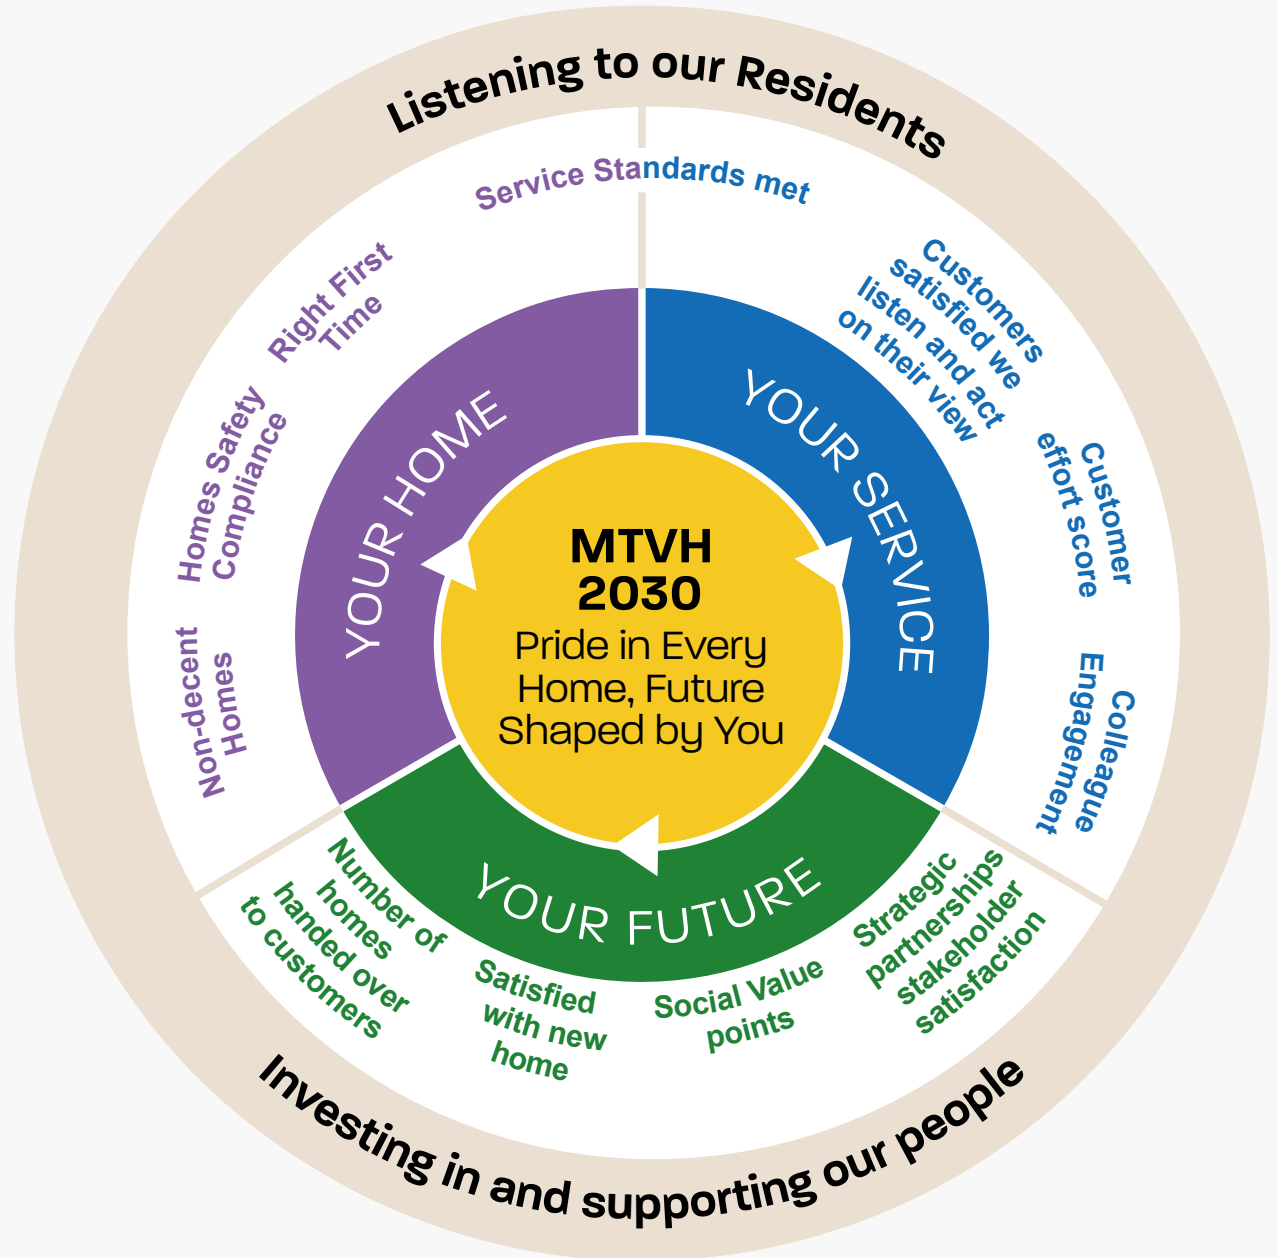 Listening to our Residents
Service Standards met
Right First
Time
Homes Safety
Compliance
Non-decent
Homes
Customers
satisfied we
listen and act
on their view
Customer
effort score
Colleague
Engagement
YOUR HOME
YOUR SERVICE
MTVH
2030
Pride in Every
Home, Future
Shaped by You
YOUR FUTURE
Number of
homes
handed over
to customers
Satisfied
with new
home
Social Value
points
Strategic
partnerships
stakeholder
satisfaction
Investing in and supporting our people